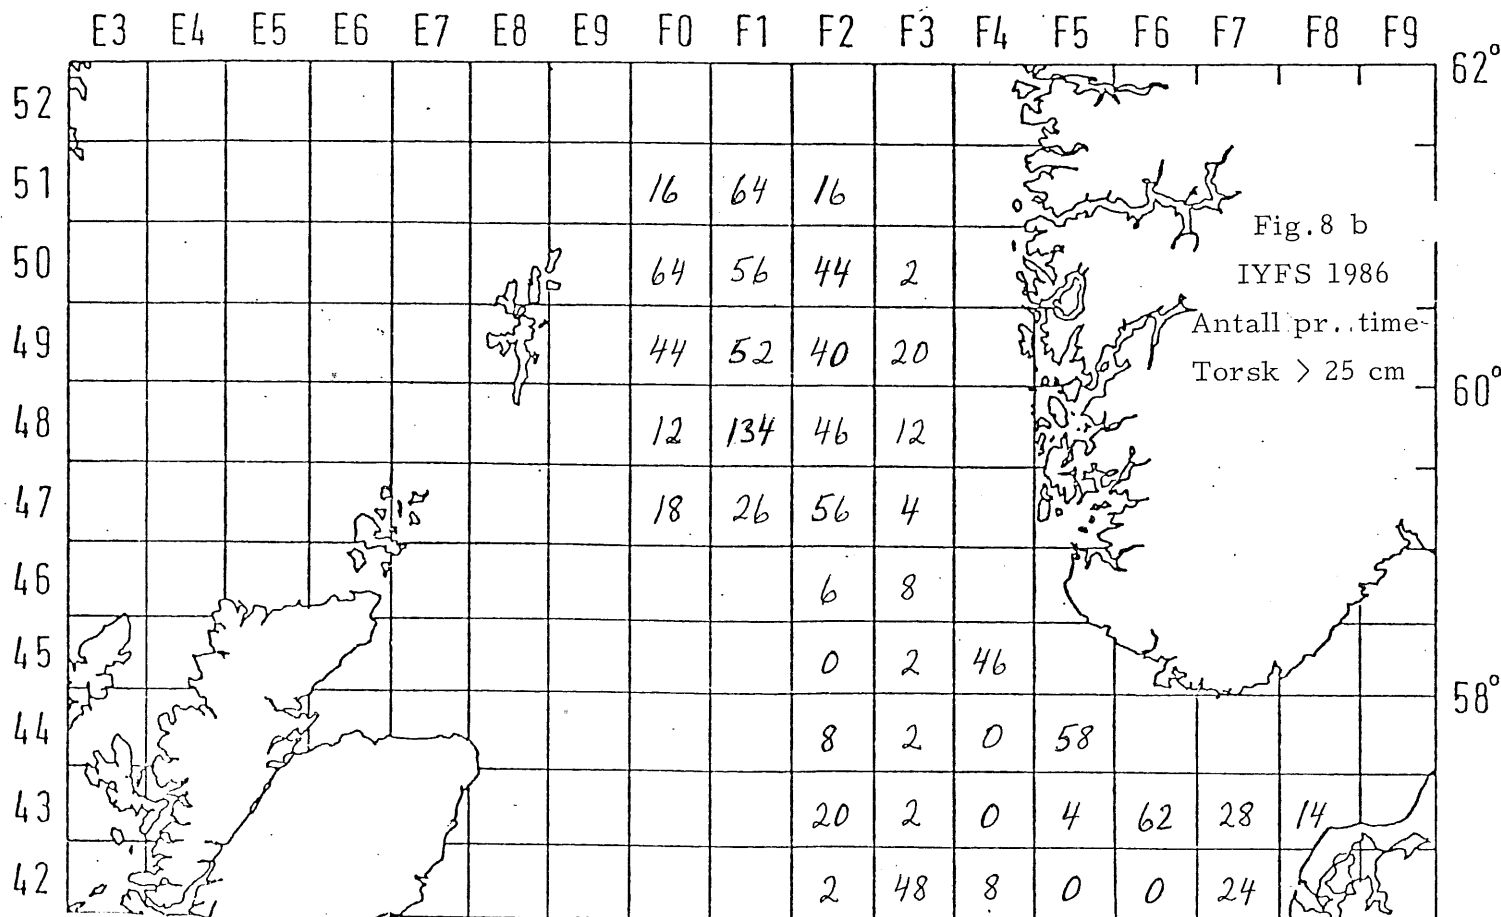 E3 E4 E5 E6 E7 E8 E9 F0 F1 F2 F3 F4 F5 F6 F7 F8 F9
62°
52
51 16 64 16
Fig.8 b
50 64 56 44 2
IYFS 1986
Antall pr..time
49 44 52 40 20
Torsk > 25 cm
60°
48 12 134 46 12
47 18 26 56 4
46 6 8
45 0 2 46
58°
44 8 2 0 58
43 20 2 0 4 62 28 14
42 2 48 8 0 0 24